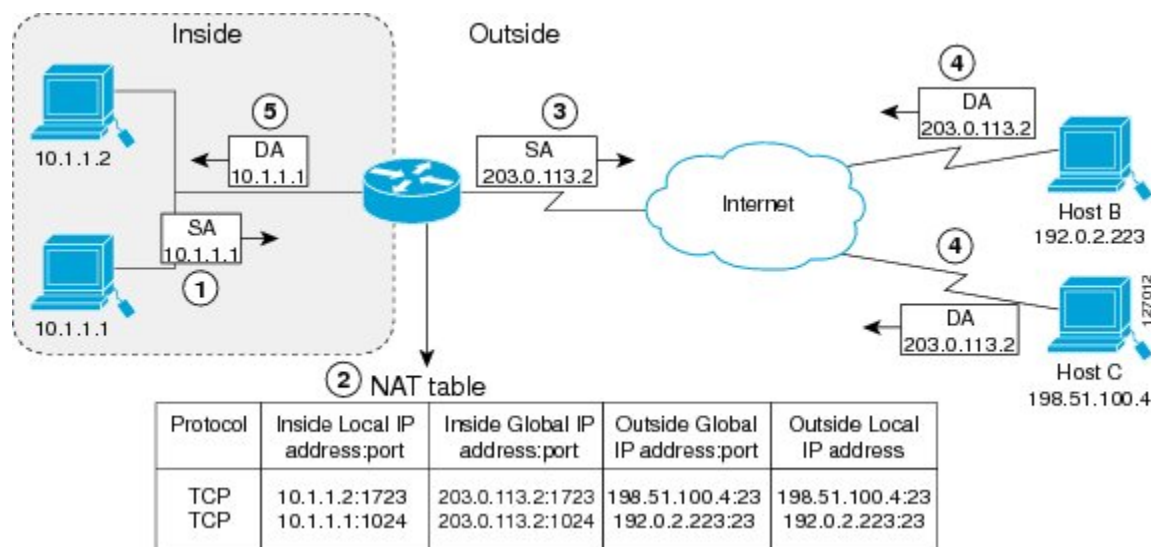 Inside
Outside
10.1.1.2
5
DA
10.1.1.1
SA
10.1.1.1
1
10.1.1.1
3
SA
203.0.113.2
Internet
4
DA
203.0.113.2
Host B
192.0.2.223
4
DA
203.0.113.2
Host C
198.51.100.4
127012
2 NAT table
Protocol
Inside Local IP
address:port
Inside Global IP
address:port
Outside Global
IP address:port
Outside Local
IP address
TCP 10.1.1.2:1723 203.0.113.2:1723 198.51.100.4:23 198.51.100.4:23
TCP 10.1.1.1:1024 203.0.113.2:1024 192.0.2.223:23 192.0.2.223:23